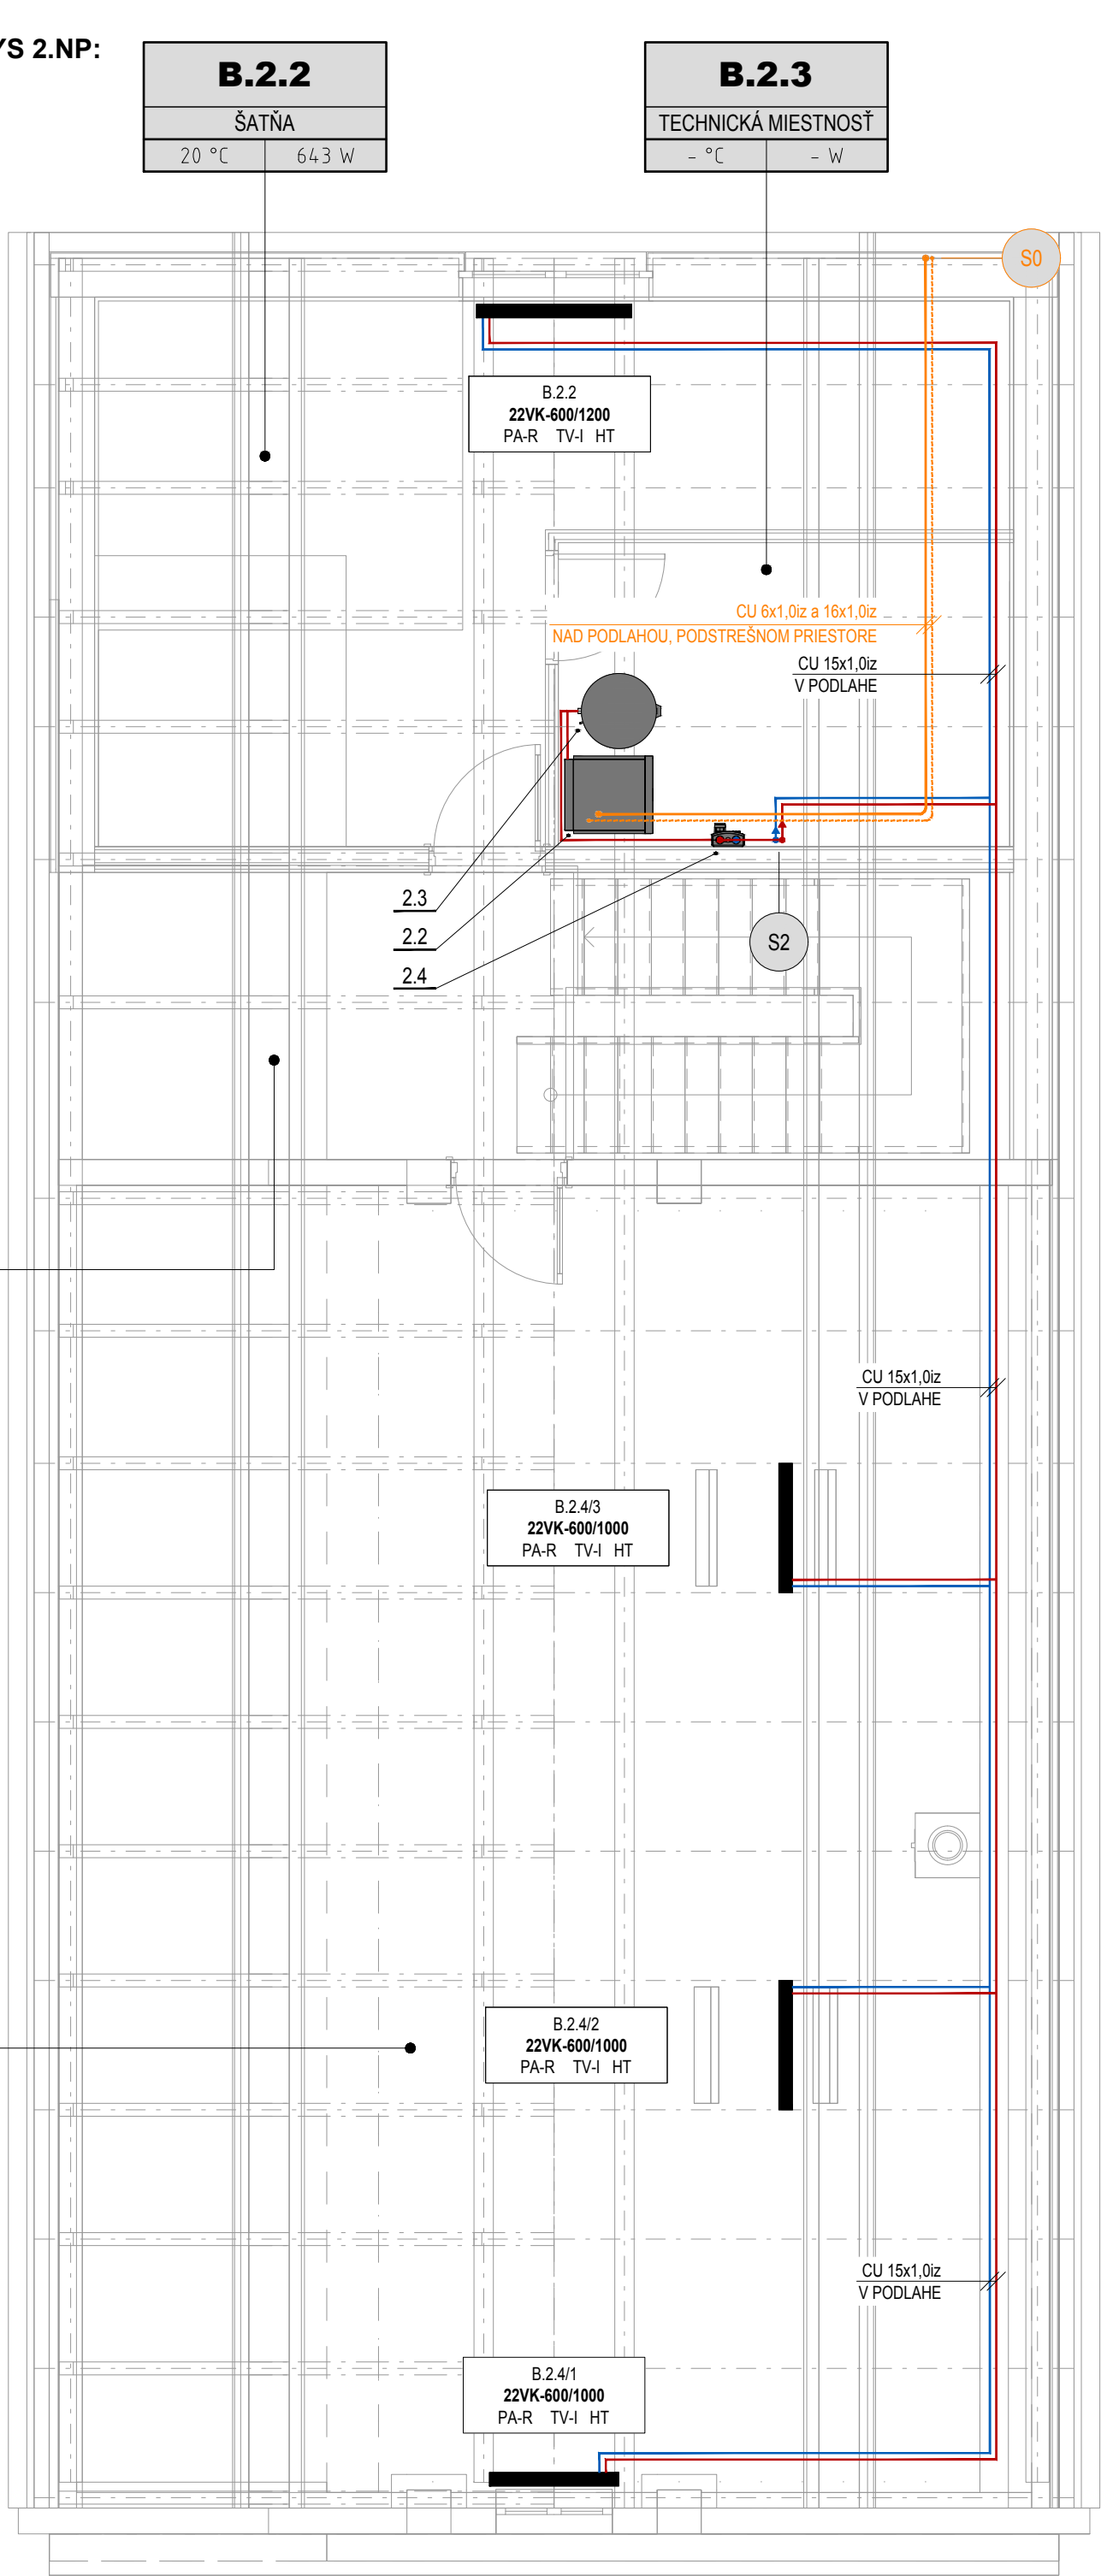 YS 2.NP:
B.2.2
ŠATŇA
20 °C 643 W
B.2.3
TECHNICKÁ MIESTNOSŤ
- °C - W
S0
B.2.2
22VK-600/1200
PA-R TV-I HT
CU 6x1,0iz a 16x1,0iz
NAD PODLAHOU, PODSTREŠNOM PRIESTORE
CU 15x1,0iz
V PODLAHE
2.3
2.2
2.4
S2
CU 15x1,0iz
V PODLAHE
B.2.4/3
22VK-600/1000
PA-R TV-I HT
B.2.4/2
22VK-600/1000
PA-R TV-I HT
CU 15x1,0iz
V PODLAHE
B.2.4/1
22VK-600/1000
PA-R TV-I HT